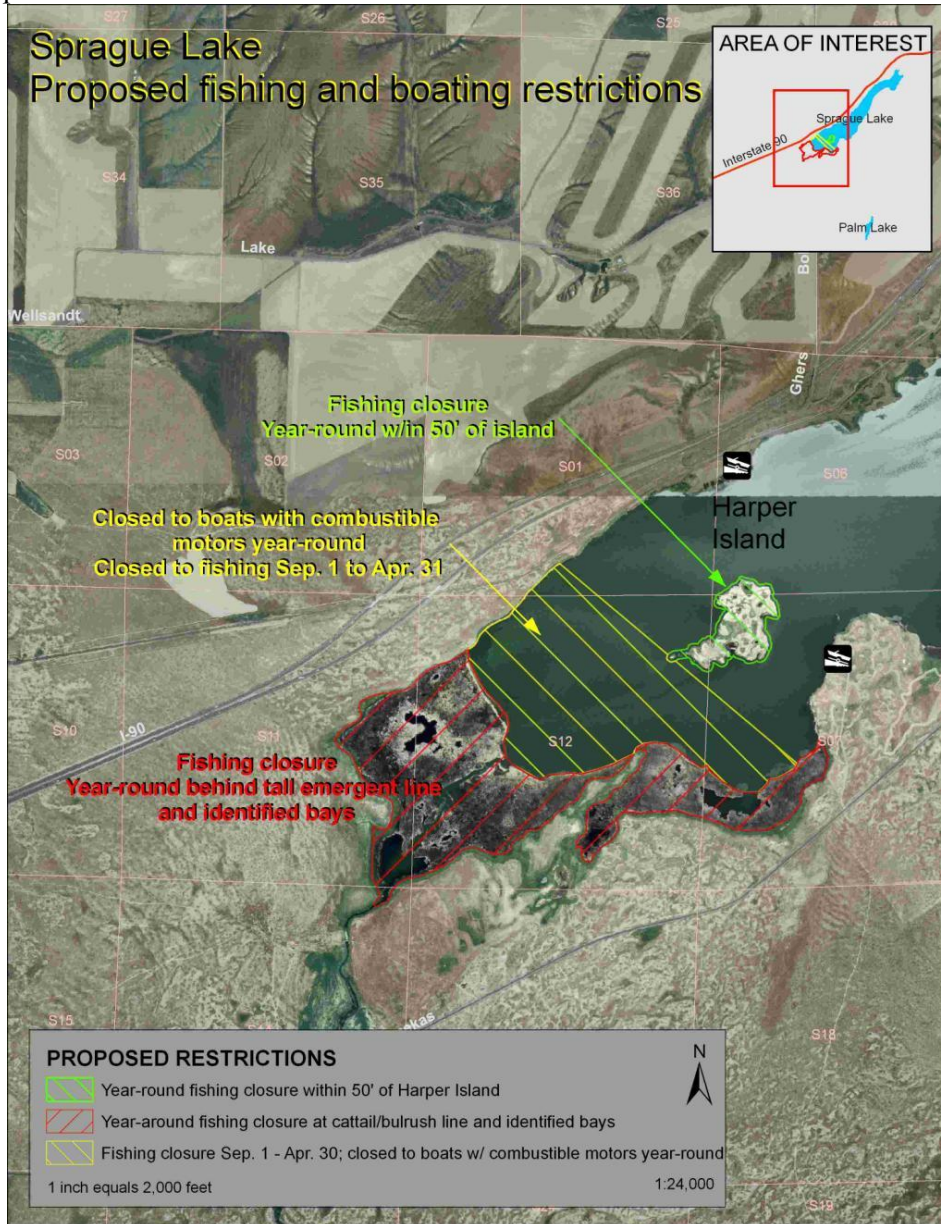 S27
S26
S25
Sprague Lake
Proposed fishing and boating restrictions
AREA OF INTEREST
Sprague Lake
Interstate 90
Palm Lake
S34
S35
S36
Lake
Wellsandt
Ghers
Fishing closure
Year-round w/in 50' of island
S03
S02
S01
S06
Harper
Island
Closed to boats with combustible
motors year-round
Closed to fishing Sep. 1 to Apr. 31
I-90
S10
S11
S12
S07
Fishing closure
Year-round behind tall emergent line
and identified bays
S15
S18
PROPOSED RESTRICTIONS
N
Year-round fishing closure within 50' of Harper Island
Year-around fishing closure at cattail/bulrush line and identified bays
Fishing closure Sep. 1 - Apr. 30; closed to boats w/ combustible motors year-round
1 inch equals 2,000 feet
1:24,000
S19